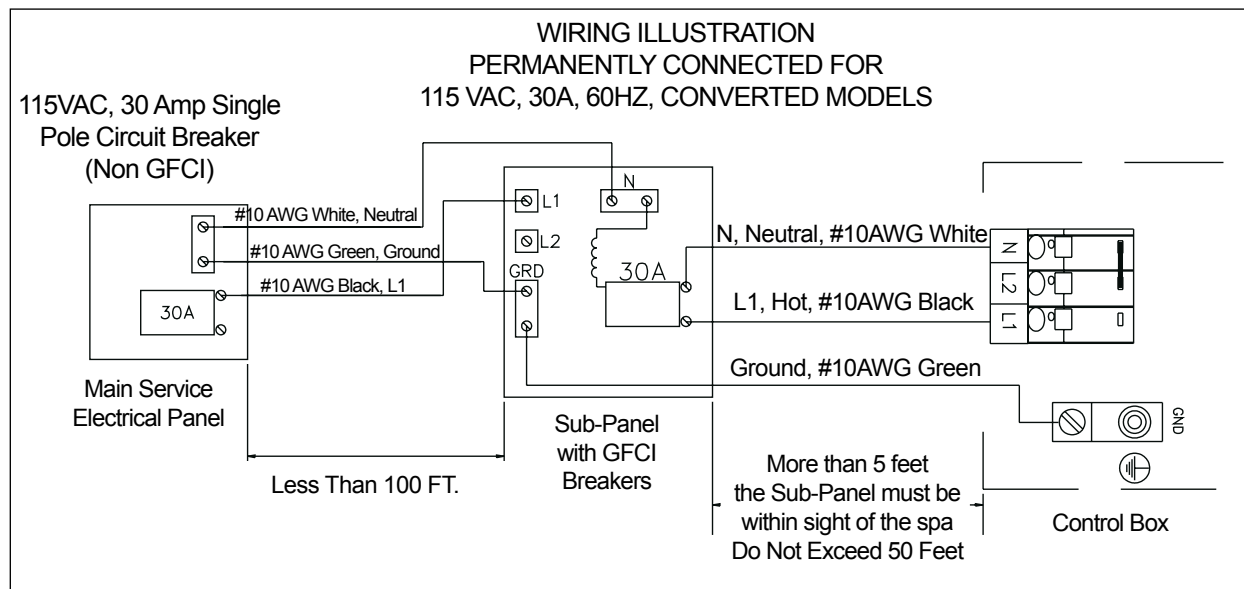 WIRING ILLUSTRATION
PERMANENTLY CONNECTED FOR
115 VAC, 30A, 60HZ, CONVERTED MODELS
115VAC, 30 Amp Single
Pole Circuit Breaker
(Non GFCI)
#10 AWG White, Neutral
#10 AWG Green, Ground
#10 AWG Black, L1
30A
Main Service
Electrical Panel
Less Than 100 FT.
L1
N
L2
GRD
30A
Sub-Panel
with GFCI
Breakers
N, Neutral, #10AWG White
L1, Hot, #10AWG Black
Ground, #10AWG Green
More than 5 feet
the Sub-Panel must be
within sight of the spa
Do Not Exceed 50 Feet
N
L2
L1
GND
Control Box